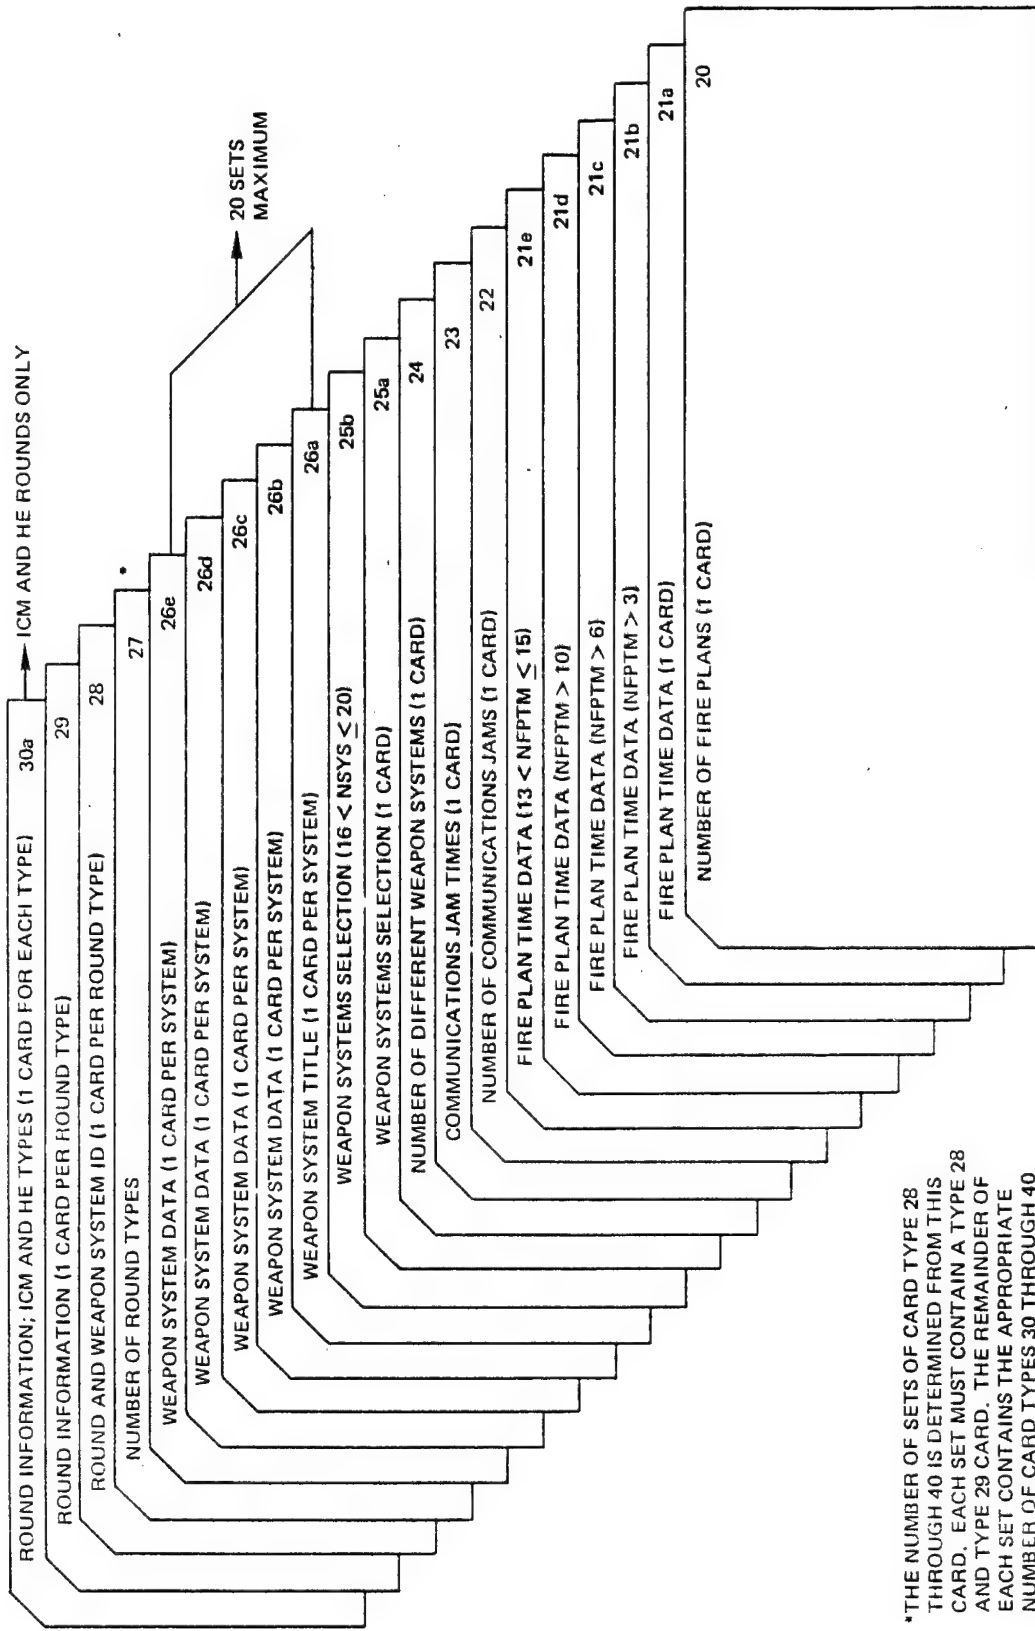 ROUND INFORMATION; ICM AND HE TYPES (1 CARD FOR EACH TYPE) 30a
ICM AND HE ROUNDS ONLY
ROUND INFORMATION (1 CARD PER ROUND TYPE) 29
ROUND AND WEAPON SYSTEM ID (1 CARD PER ROUND TYPE) 28
NUMBER OF ROUND TYPES 27 *
WEAPON SYSTEM DATA (1 CARD PER SYSTEM) 26e
20 SETS
MAXIMUM
WEAPON SYSTEM DATA (1 CARD PER SYSTEM) 26d
WEAPON SYSTEM DATA (1 CARD PER SYSTEM) 26c
WEAPON SYSTEM DATA (1 CARD PER SYSTEM) 26b
WEAPON SYSTEM TITLE (1 CARD PER SYSTEM) 26a
WEAPON SYSTEMS SELECTION (16 < NSYS ≤ 20) 25b
WEAPON SYSTEMS SELECTION (1 CARD) 25a
NUMBER OF DIFFERENT WEAPON SYSTEMS (1 CARD) 24
COMMUNICATIONS JAM TIMES (1 CARD) 23
NUMBER OF COMMUNICATIONS JAMS (1 CARD) 22
FIRE PLAN TIME DATA (13 < NFPTM ≤ 15) 21e
FIRE PLAN TIME DATA (NFPTM > 10) 21d
FIRE PLAN TIME DATA (NFPTM > 6) 21c
FIRE PLAN TIME DATA (NFPTM > 3) 21b
FIRE PLAN TIME DATA (1 CARD) 21a
NUMBER OF FIRE PLANS (1 CARD) 20
*THE NUMBER OF SETS OF CARD TYPE 28
THROUGH 40 IS DETERMINED FROM THIS
CARD. EACH SET MUST CONTAIN A TYPE 28
AND TYPE 29 CARD. THE REMAINDER OF
EACH SET CONTAINS THE APPROPRIATE
NUMBER OF CARD TYPES 30 THROUGH 40